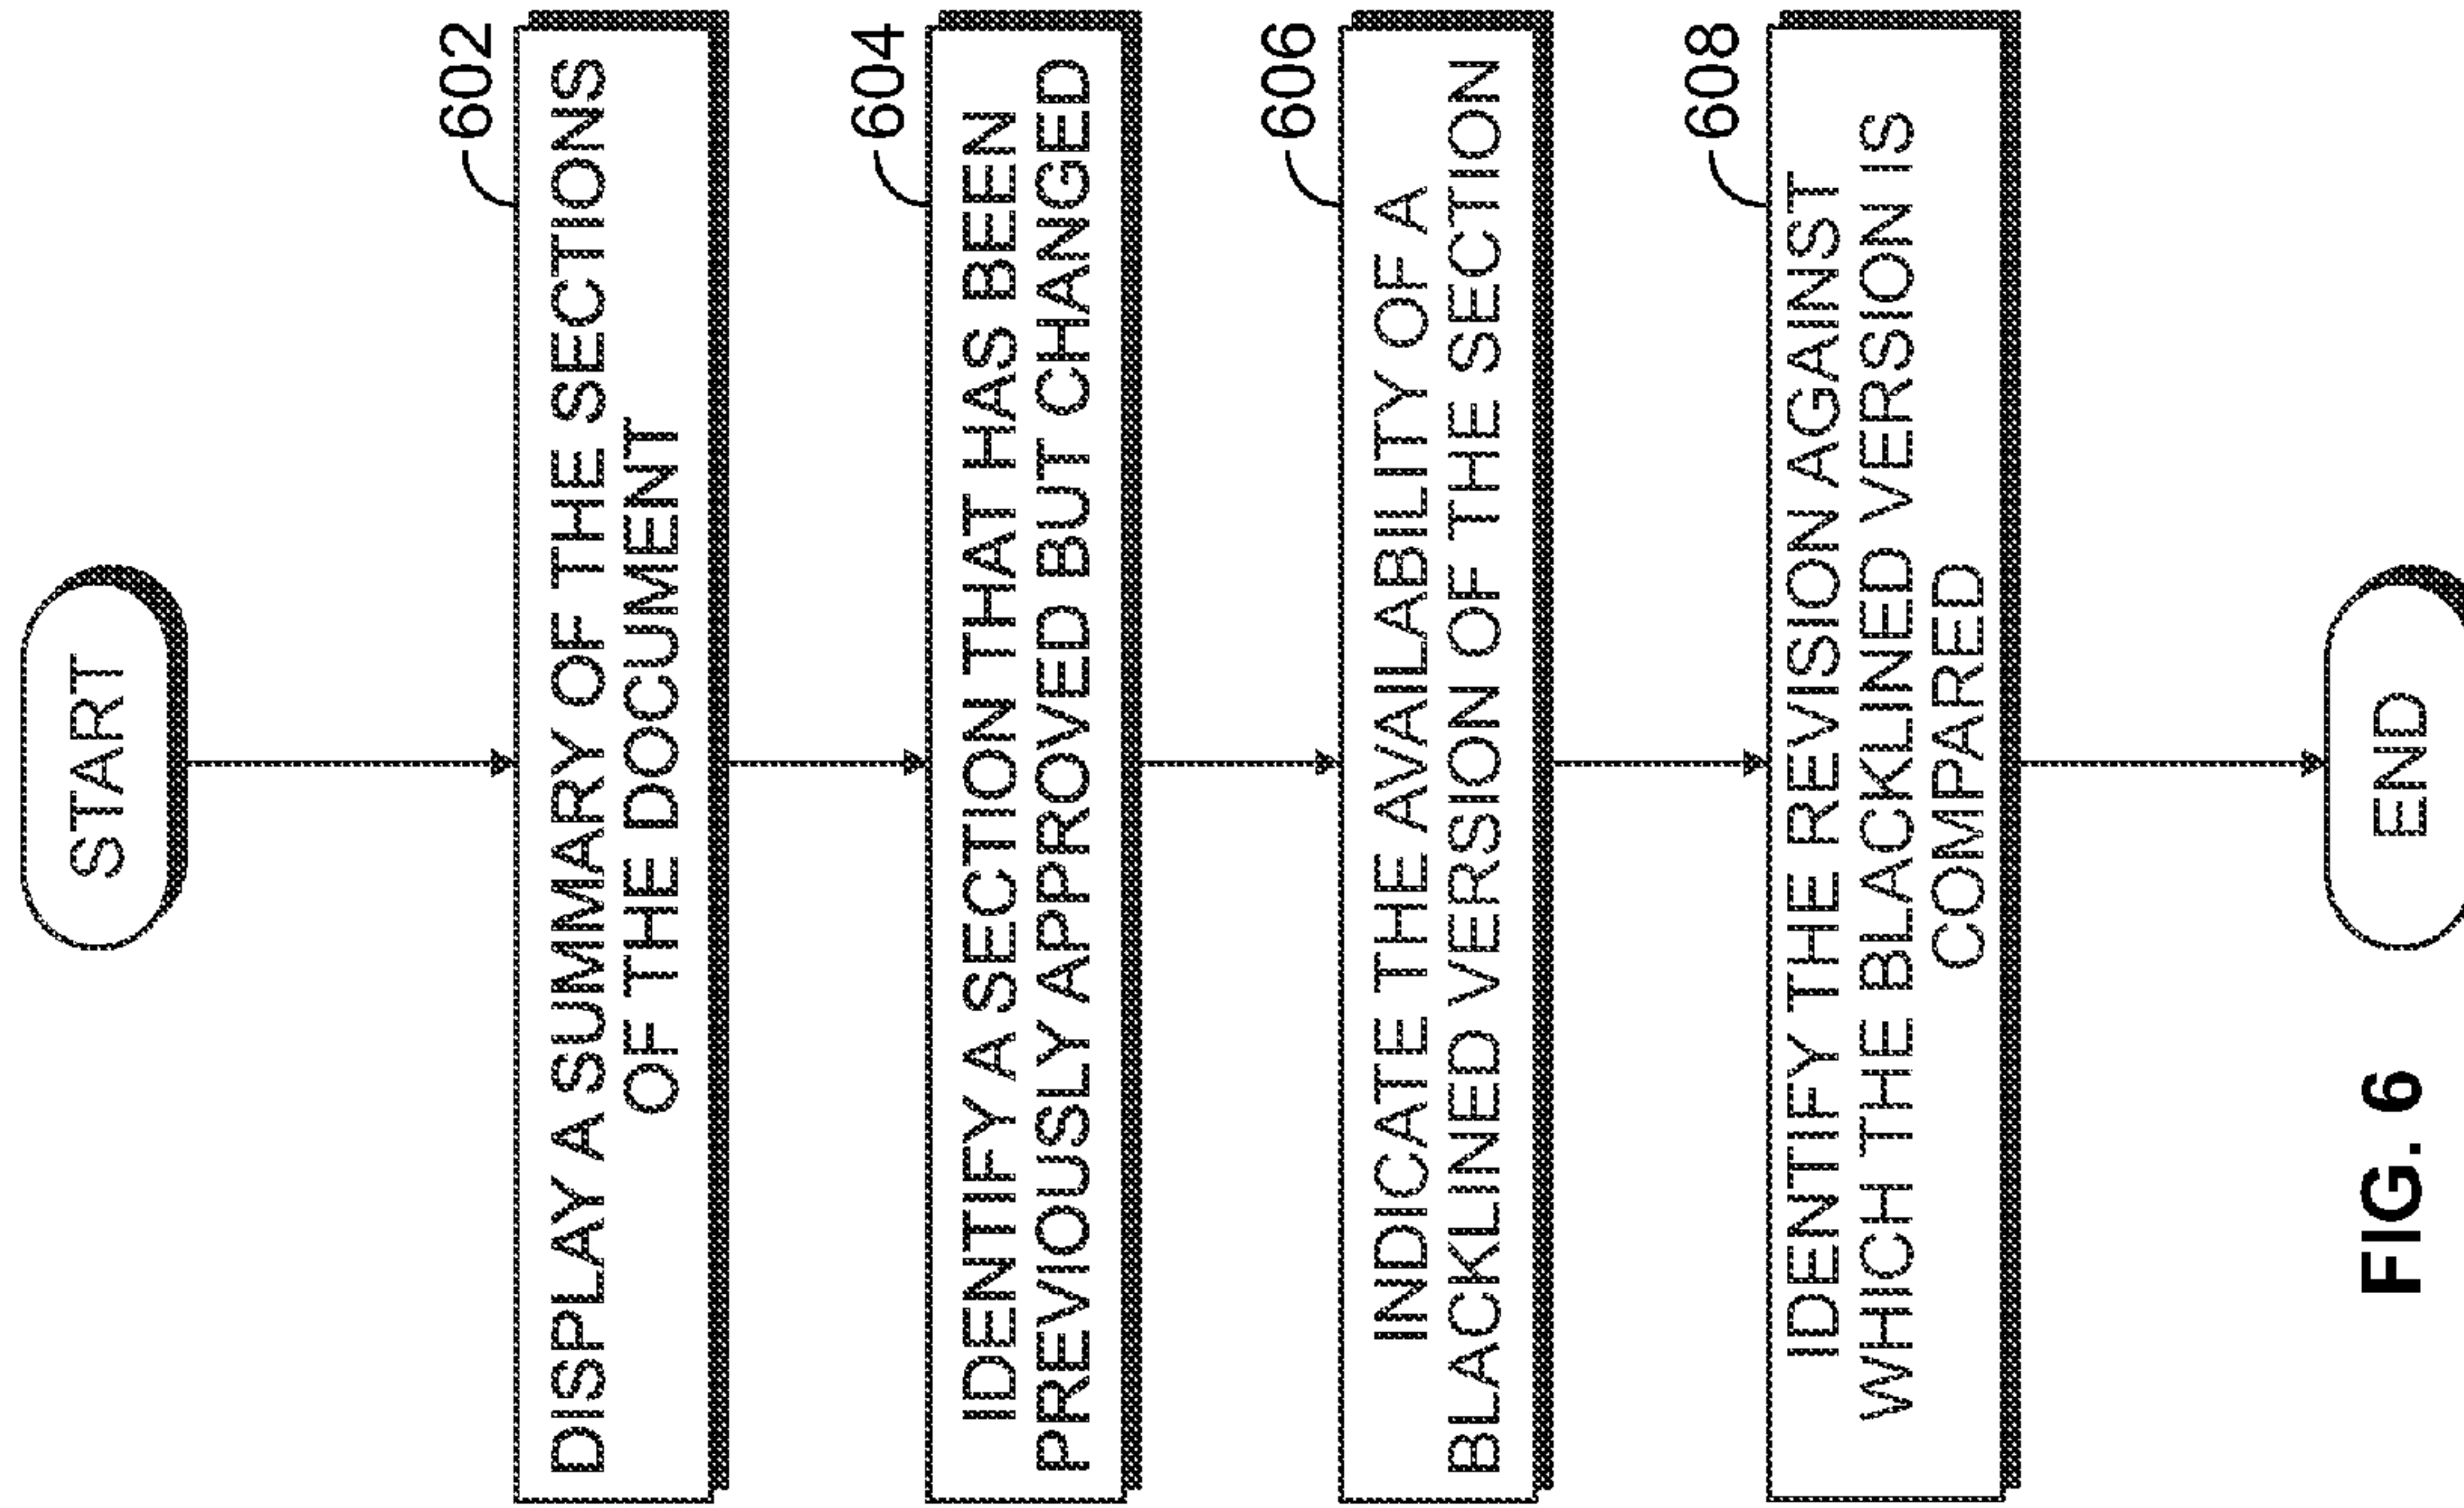 START
602
DISPLAY A SUMMARY OF THE SECTIONS
OF THE DOCUMENT
604
IDENTIFY A SECTION THAT HAS BEEN
PREVIOUSLY APPROVED BUT CHANGED
606
INDICATE THE AVAILABILITY OF A
BLACKLINED VERSION OF THE SECTION
608
IDENTIFY THE REVISION AGAINST
WHICH THE BLACKLINED VERSION IS
COMPARED
END
FIG. 6